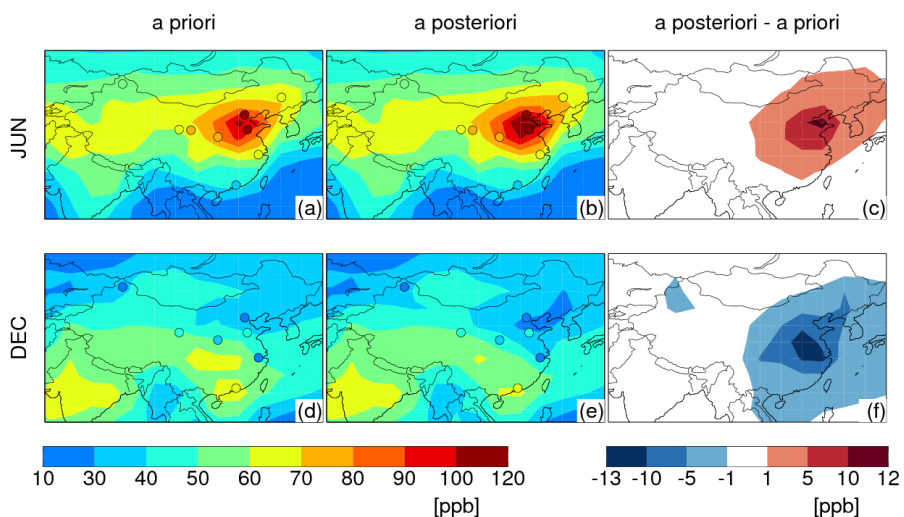 a priori a posteriori a posteriori - a priori
JUN
(a) (b) (c)
DEC
(d) (e) (f)
10 30 40 50 60 70 80 90 100 120 -13 -10 -5 -1 1 5 10 12
[ppb] [ppb]